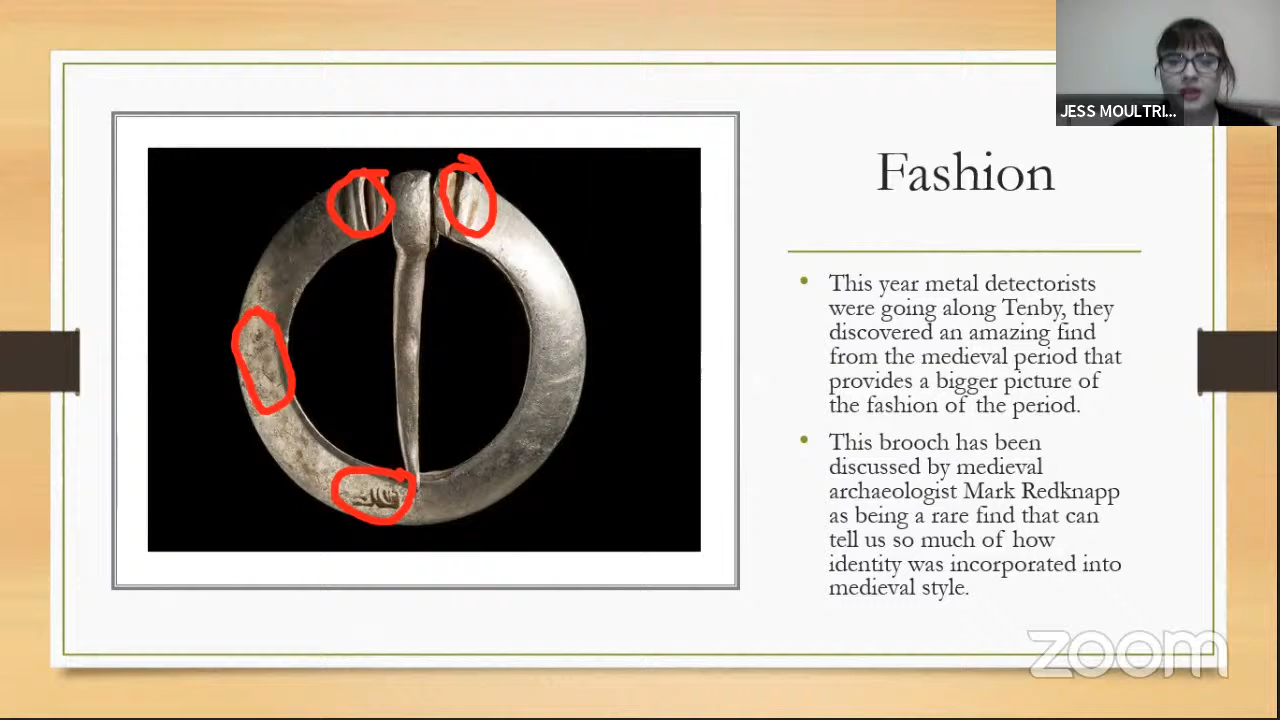 JESS MOULTRI...
Fashion
• This year metal detectorists
were going along Tenby, they
discovered an amazing find
from the medieval period that
provides a bigger picture of
the fashion of the period.
• This brooch has been
discussed by medieval
archaeologist Mark Redknapp
as being a rare find that can
tell us so much of how
identity was incorporated into
medieval style.
zoom